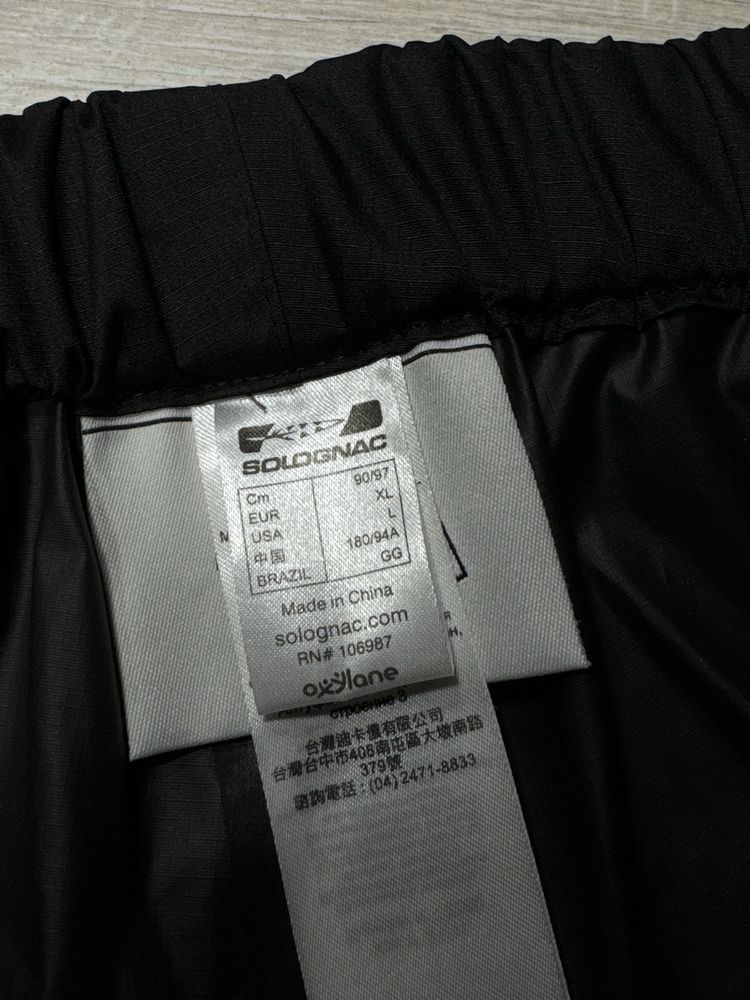 SOLOGNAC
Cm 90/97
EUR XL
USA L
中国 180/94A
BRAZIL GG
Made in China
solognac.com
RN# 106987
oxylane
строение 3
台灣迪卡儂有限公司
台灣台中市408南屯區大墩南路
379號
諮詢電話:(04) 2471-8833